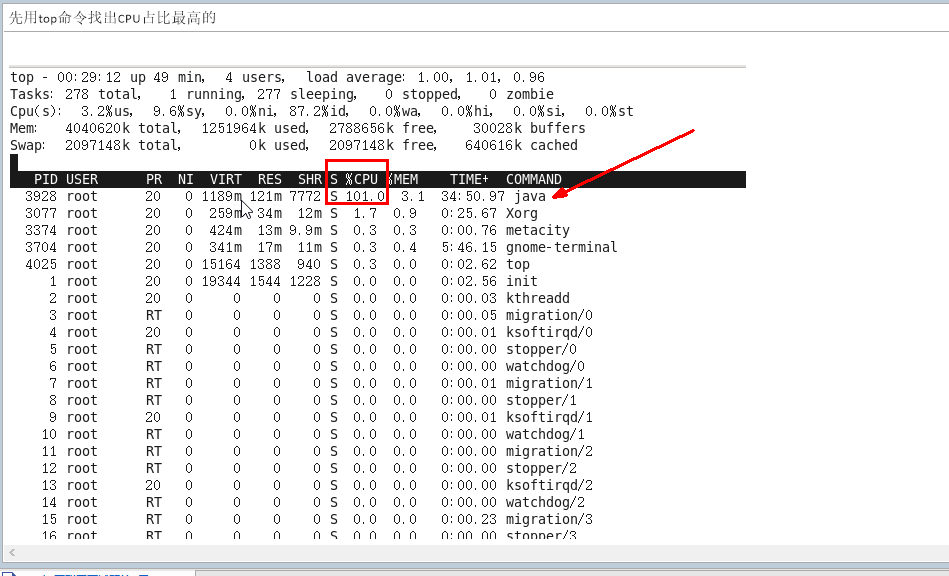 先用top命令找出CPU占比最高的
top - 00:29:12 up 49 min,  4 users,  load average: 1.00, 1.01, 0.96
Tasks: 278 total,   1 running, 277 sleeping,   0 stopped,   0 zombie
Cpu(s):  3.2%us,  9.6%sy,  0.0%ni, 87.2%id,  0.0%wa,  0.0%hi,  0.0%si,  0.0%st
Mem:   4040620k total,  1251964k used,  2788656k free,    30028k buffers
Swap:  2097148k total,        0k used,  2097148k free,   640616k cached
PID USER PR NI VIRT RES SHR S %CPU %MEM TIME+ COMMAND
3928 root 20 0 1189m 121m 7772 S 101.0 3.1 34:50.97 java
3077 root 20 0 259m 34m 12m S 1.7 0.9 0:25.67 Xorg
3374 root 20 0 424m 13m 9.9m S 0.3 0.3 0:00.76 metacity
3704 root 20 0 341m 17m 11m S 0.3 0.4 5:46.15 gnome-terminal
4025 root 20 0 15164 1388 940 S 0.3 0.0 0:02.62 top
1 root 20 0 19344 1544 1228 S 0.0 0.0 0:02.56 init
2 root 20 0 0 0 0 S 0.0 0.0 0:00.03 kthreadd
3 root RT 0 0 0 0 S 0.0 0.0 0:00.05 migration/0
4 root 20 0 0 0 0 S 0.0 0.0 0:00.01 ksoftirqd/0
5 root RT 0 0 0 0 S 0.0 0.0 0:00.00 stopper/0
6 root RT 0 0 0 0 S 0.0 0.0 0:00.00 watchdog/0
7 root RT 0 0 0 0 S 0.0 0.0 0:00.01 migration/1
8 root RT 0 0 0 0 S 0.0 0.0 0:00.00 stopper/1
9 root 20 0 0 0 0 S 0.0 0.0 0:00.01 ksoftirqd/1
10 root RT 0 0 0 0 S 0.0 0.0 0:00.00 watchdog/1
11 root RT 0 0 0 0 S 0.0 0.0 0:00.00 migration/2
12 root RT 0 0 0 0 S 0.0 0.0 0:00.00 stopper/2
13 root 20 0 0 0 0 S 0.0 0.0 0:00.00 ksoftirqd/2
14 root RT 0 0 0 0 S 0.0 0.0 0:00.00 watchdog/2
15 root RT 0 0 0 0 S 0.0 0.0 0:00.23 migration/3
16 root RT 0 0 0 0 S 0.0 0.0 0:00.00 stopper/3